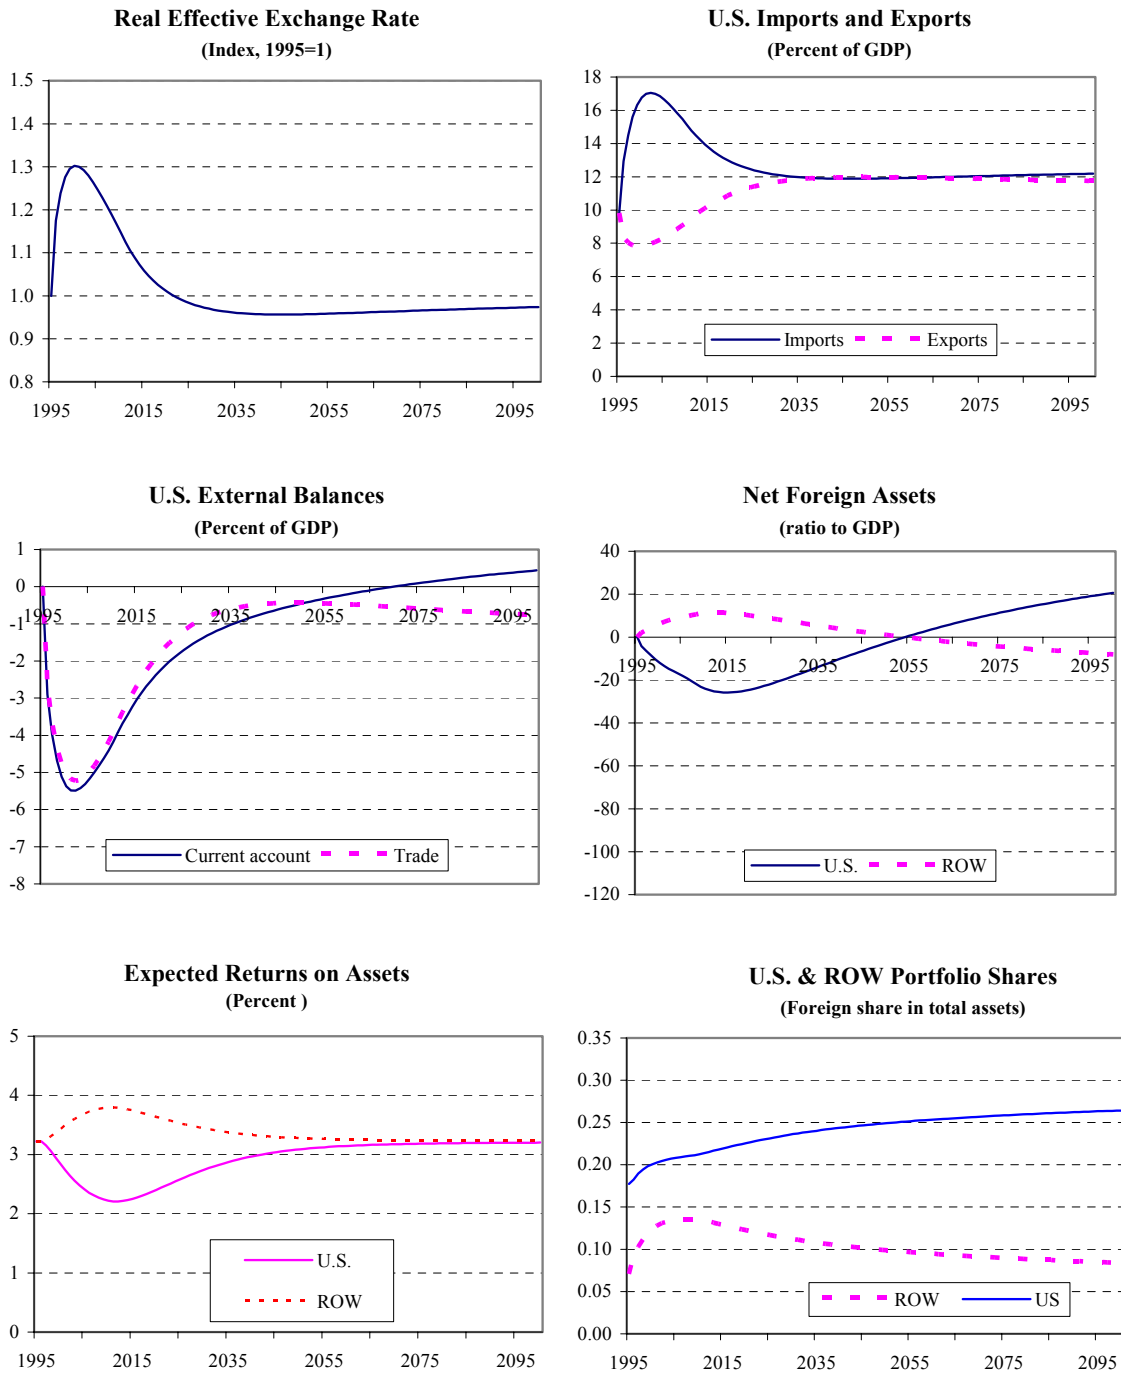 Real Effective Exchange Rate
(Index, 1995=1)
1.5
1.4
1.3
1.2
1.1
1.0
0.9
0.8
1995 2015 2035 2055 2075 2095
U.S. Imports and Exports
(Percent of GDP)
18
16
14
12
10
8
6
4
2
0
Imports Exports
1995 2015 2035 2055 2075 2095
U.S. External Balances
(Percent of GDP)
1
0
-1
-2
-3
-4
-5
-6
-7
-8
1995 2015 2035 2055 2075 2095
Current account Trade
Net Foreign Assets
(ratio to GDP)
40
20
0
-20
-40
-60
-80
-100
-120
1995 2015 2035 2055 2075 2095
U.S. ROW
Expected Returns on Assets
(Percent )
5
4
3
2
1
0
U.S.
ROW
1995 2015 2035 2055 2075 2095
U.S. & ROW Portfolio Shares
(Foreign share in total assets)
0.35
0.30
0.25
0.20
0.15
0.10
0.05
0.00
ROW US
1995 2015 2035 2055 2075 2095